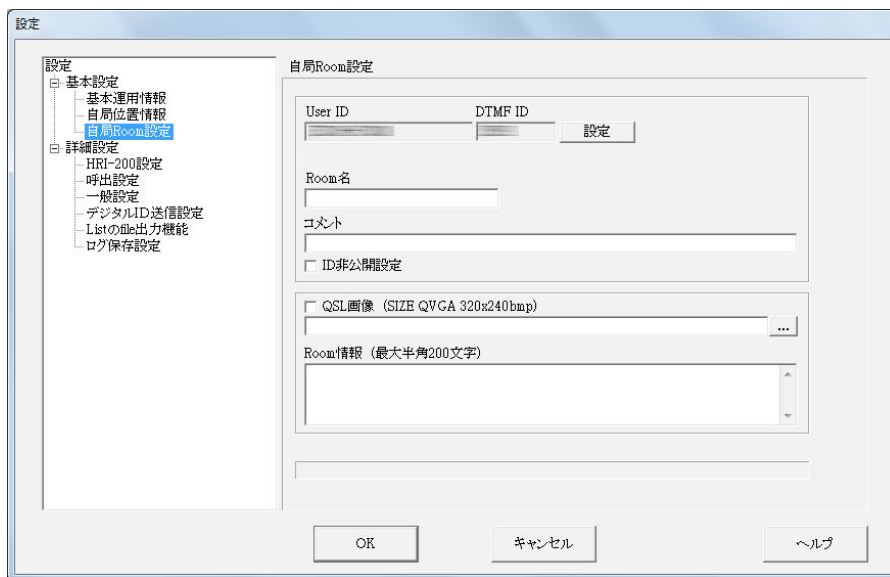 設定
設定
基本設定
基本運用情報
自局位置情報
自局Room設定
詳細設定
HRI-200設定
呼出設定
一般設定
デジタルID送信設定
Listのfile出力機能
ログ保存設定
自局Room設定
User ID
DTMF ID
設定
Room名
コメント
ID非公開設定
QSL画像 (SIZE QVGA 320x240bmp)
...
Room情報 (最大半角200文字)
OK
キャンセル
ヘルプ